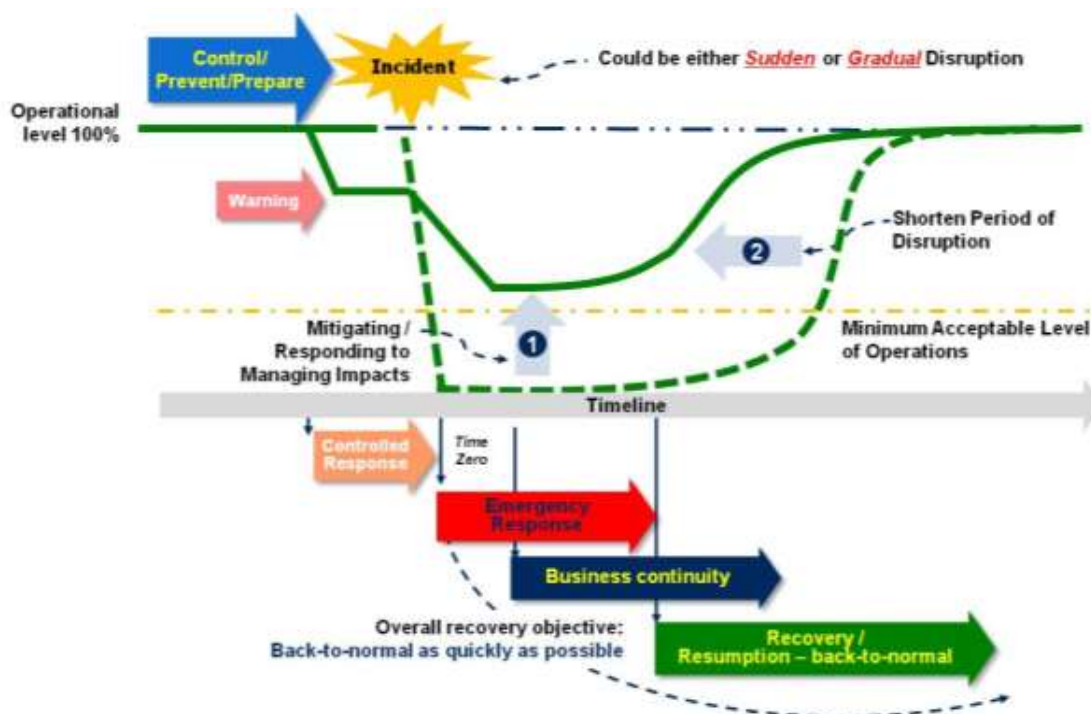 Control/
Prevent/Prepare
Incident
Could be either Sudden or Gradual Disruption
Operational
level 100%
Warning
Shorten Period of
Disruption
2
Mitigating /
Responding to
Managing Impacts
1
Minimum Acceptable Level
of Operations
Timeline
Controlled
Response
Time
Zero
Emergency
Response
Business continuity
Overall recovery objective:
Back-to-normal as quickly as possible
Recovery /
Resumption – back-to-normal